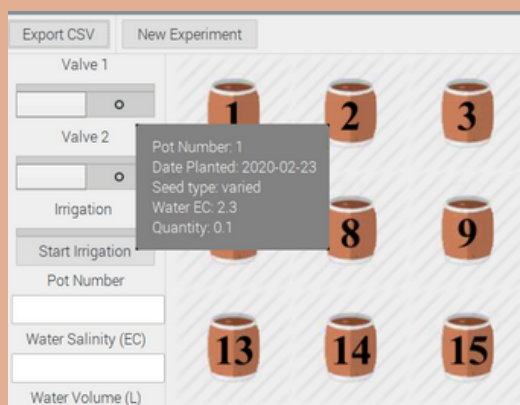 Export CSV
New Experiment
Valve 1
Valve 2
Irrigation
Start Irrigation
Pot Number
Water Salinity (EC)
Water Volume (L)
1
2
3
Pot Number: 1
Date Planted: 2020-02-23
Seed type: varied
Water EC: 2.3
Quantity: 0.1
8
9
13
14
15